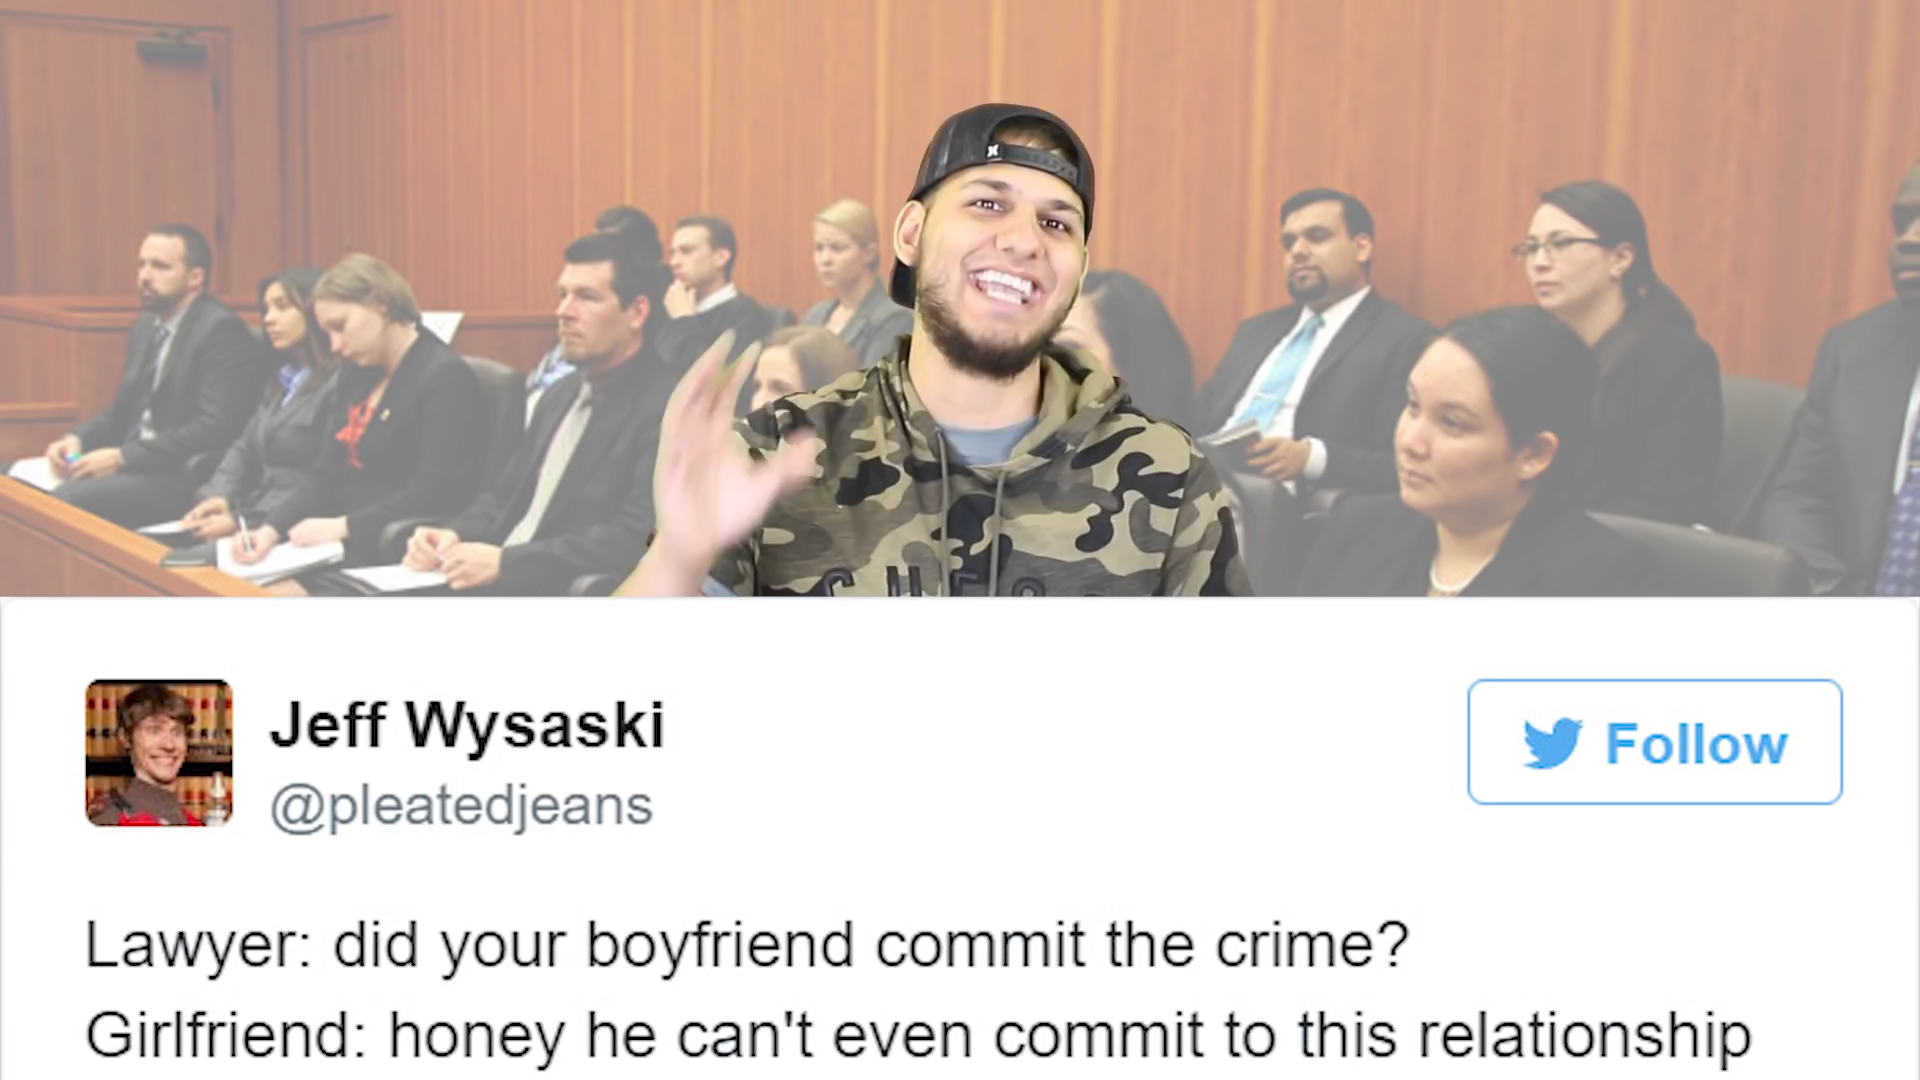 Jeff Wysaski
@pleatedjeans
Follow
Lawyer: did your boyfriend commit the crime?
Girlfriend: honey he can't even commit to this relationship